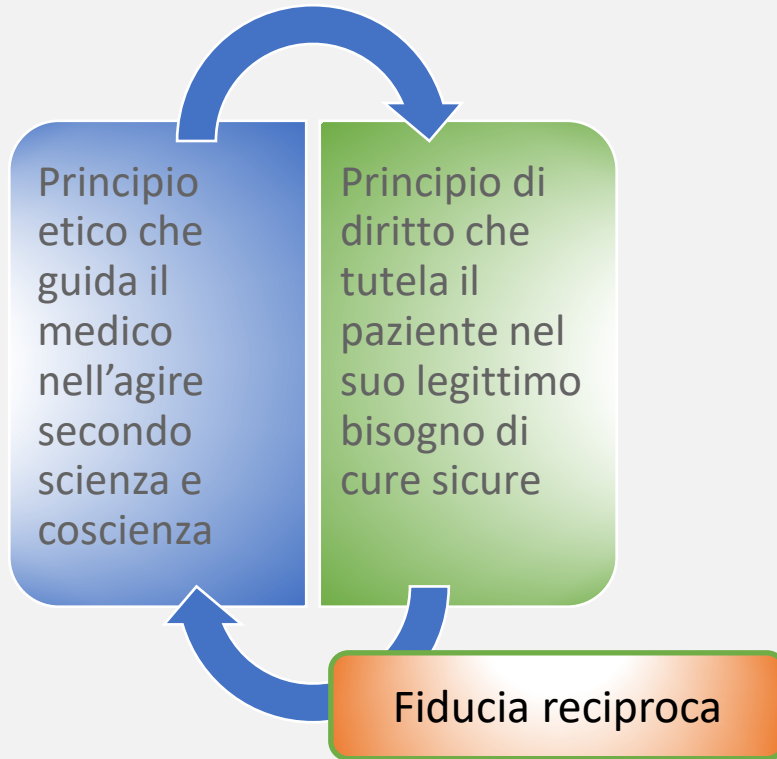 Principio
etico che
guida il
medico
nell’agire
secondo
scienza e
coscienza
Principio di
diritto che
tutela il
paziente nel
suo legittimo
bisogno di
cure sicure
Fiducia reciproca